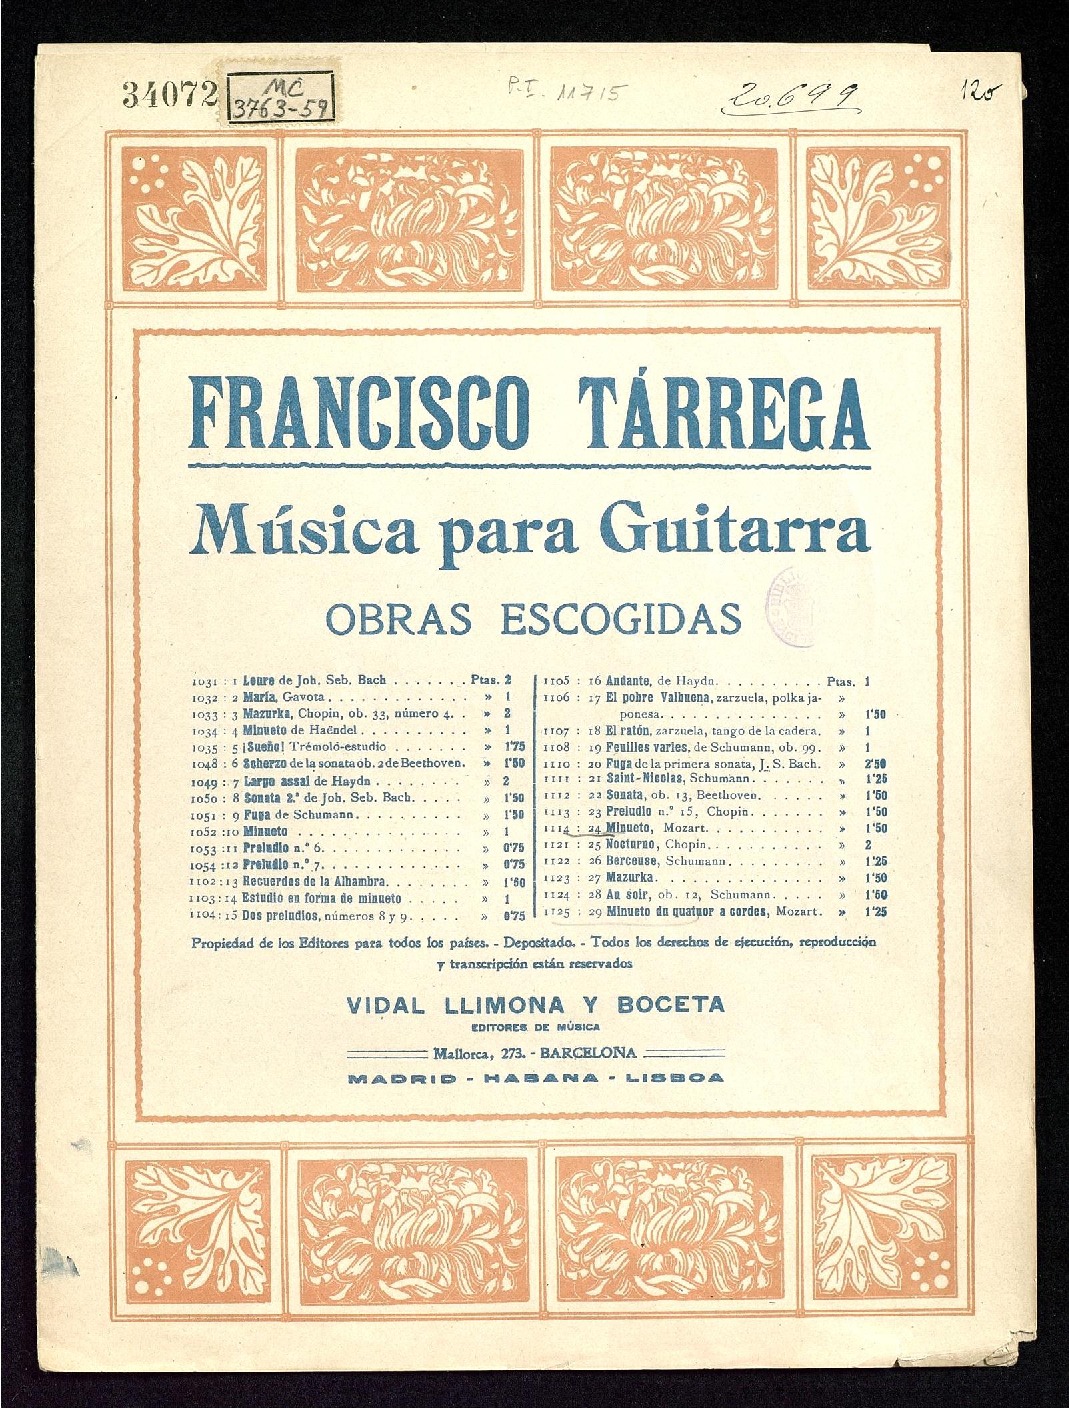 34072
MC
3763-59
P.I. 11715
20.699
120
FRANCISCO TÁRREGA
Música para Guitarra
OBRAS ESCOGIDAS
1031 : 1 Loure de Joh. Seb. Bach . . . . . . . Ptas. 2
1032 : 2 María, Gavota . . . . . . . . . . . . . » 1
1033 : 3 Mazurka, Chopin, ob. 33, número 4. . » 2
1034 : 4 Minueto de Haëndel . . . . . . . . . . » 1
1035 : 5 ¡Sueño! Trémoló-estudio . . . . . . . » 1'75
1048 : 6 Scherzo de la sonata ob. 2 de Beethoven. » 1'50
1049 : 7 Largo assai de Haydn . . . . . . . . . » 2
1050 : 8 Sonata 2.ª de Joh. Seb. Bach. . . . . » 1'50
1051 : 9 Fuga de Schumann. . . . . . . . . . . » 1'50
1052 :10 Minueto . . . . . . . . . . . . . . . . » 1
1053 :11 Preludio n.º 6. . . . . . . . . . . . . . » 0'75
1054 :12 Preludio n.º 7. . . . . . . . . . . . . . » 0'75
1102 :13 Recuerdos de la Alhambra. . . . . . . . » 1'50
1103 :14 Estudio en forma de minueto . . . . . » 1
1104 : 15 Dos preludios, números 8 y 9. . . . . » 0'75
1105 : 16 Andante, de Haydn. . . . . . . . . . Ptas. 1
1106 : 17 El pobre Valbuena, zarzuela, polka ja- »
ponesa. . . . . . . . . . . . . . . » 1'50
1107 : 18 El ratón, zarzuela, tango de la cadera. » 1
1108 : 19 Feuilles varies, de Schumann, ob. 99. » 1
1110 : 20 Fuga de la primera sonata, J. S. Bach. » 2'50
1111 : 21 Saint-Nicolas, Schumann . . . . . . . . » 1'25
1112 : 22 Sonata, ob. 13, Beethoven. . . . . . . » 1'50
1113 : 23 Preludio n.º 15, Chopin. . . . . . . . » 1'50
1114 : 24 Minueto, Mozart. . . . . . . . . . . . » 1'50
1121 : 25 Nocturno, Chopin. . . . . . . . . . . . » 2
1122 : 26 Berceuse, Schumann . . . . . . . . . . » 1'25
1123 : 27 Mazurka. . . . . . . . . . . . . . . . » 1'50
1124 : 28 Au soir, ob. 12, Schumann. . . . . . » 1'50
1125 : 29 Minueto du quatuor a cordes, Mozart. » 1'25
Propiedad de los Editores para todos los países. - Depositado. - Todos los derechos de ejecución, reproducción
y transcripción están reservados
VIDAL LLIMONA Y BOCETA
EDITORES DE MÚSICA
Mallorca, 273. - BARCELONA
MADRID - HABANA - LISBOA